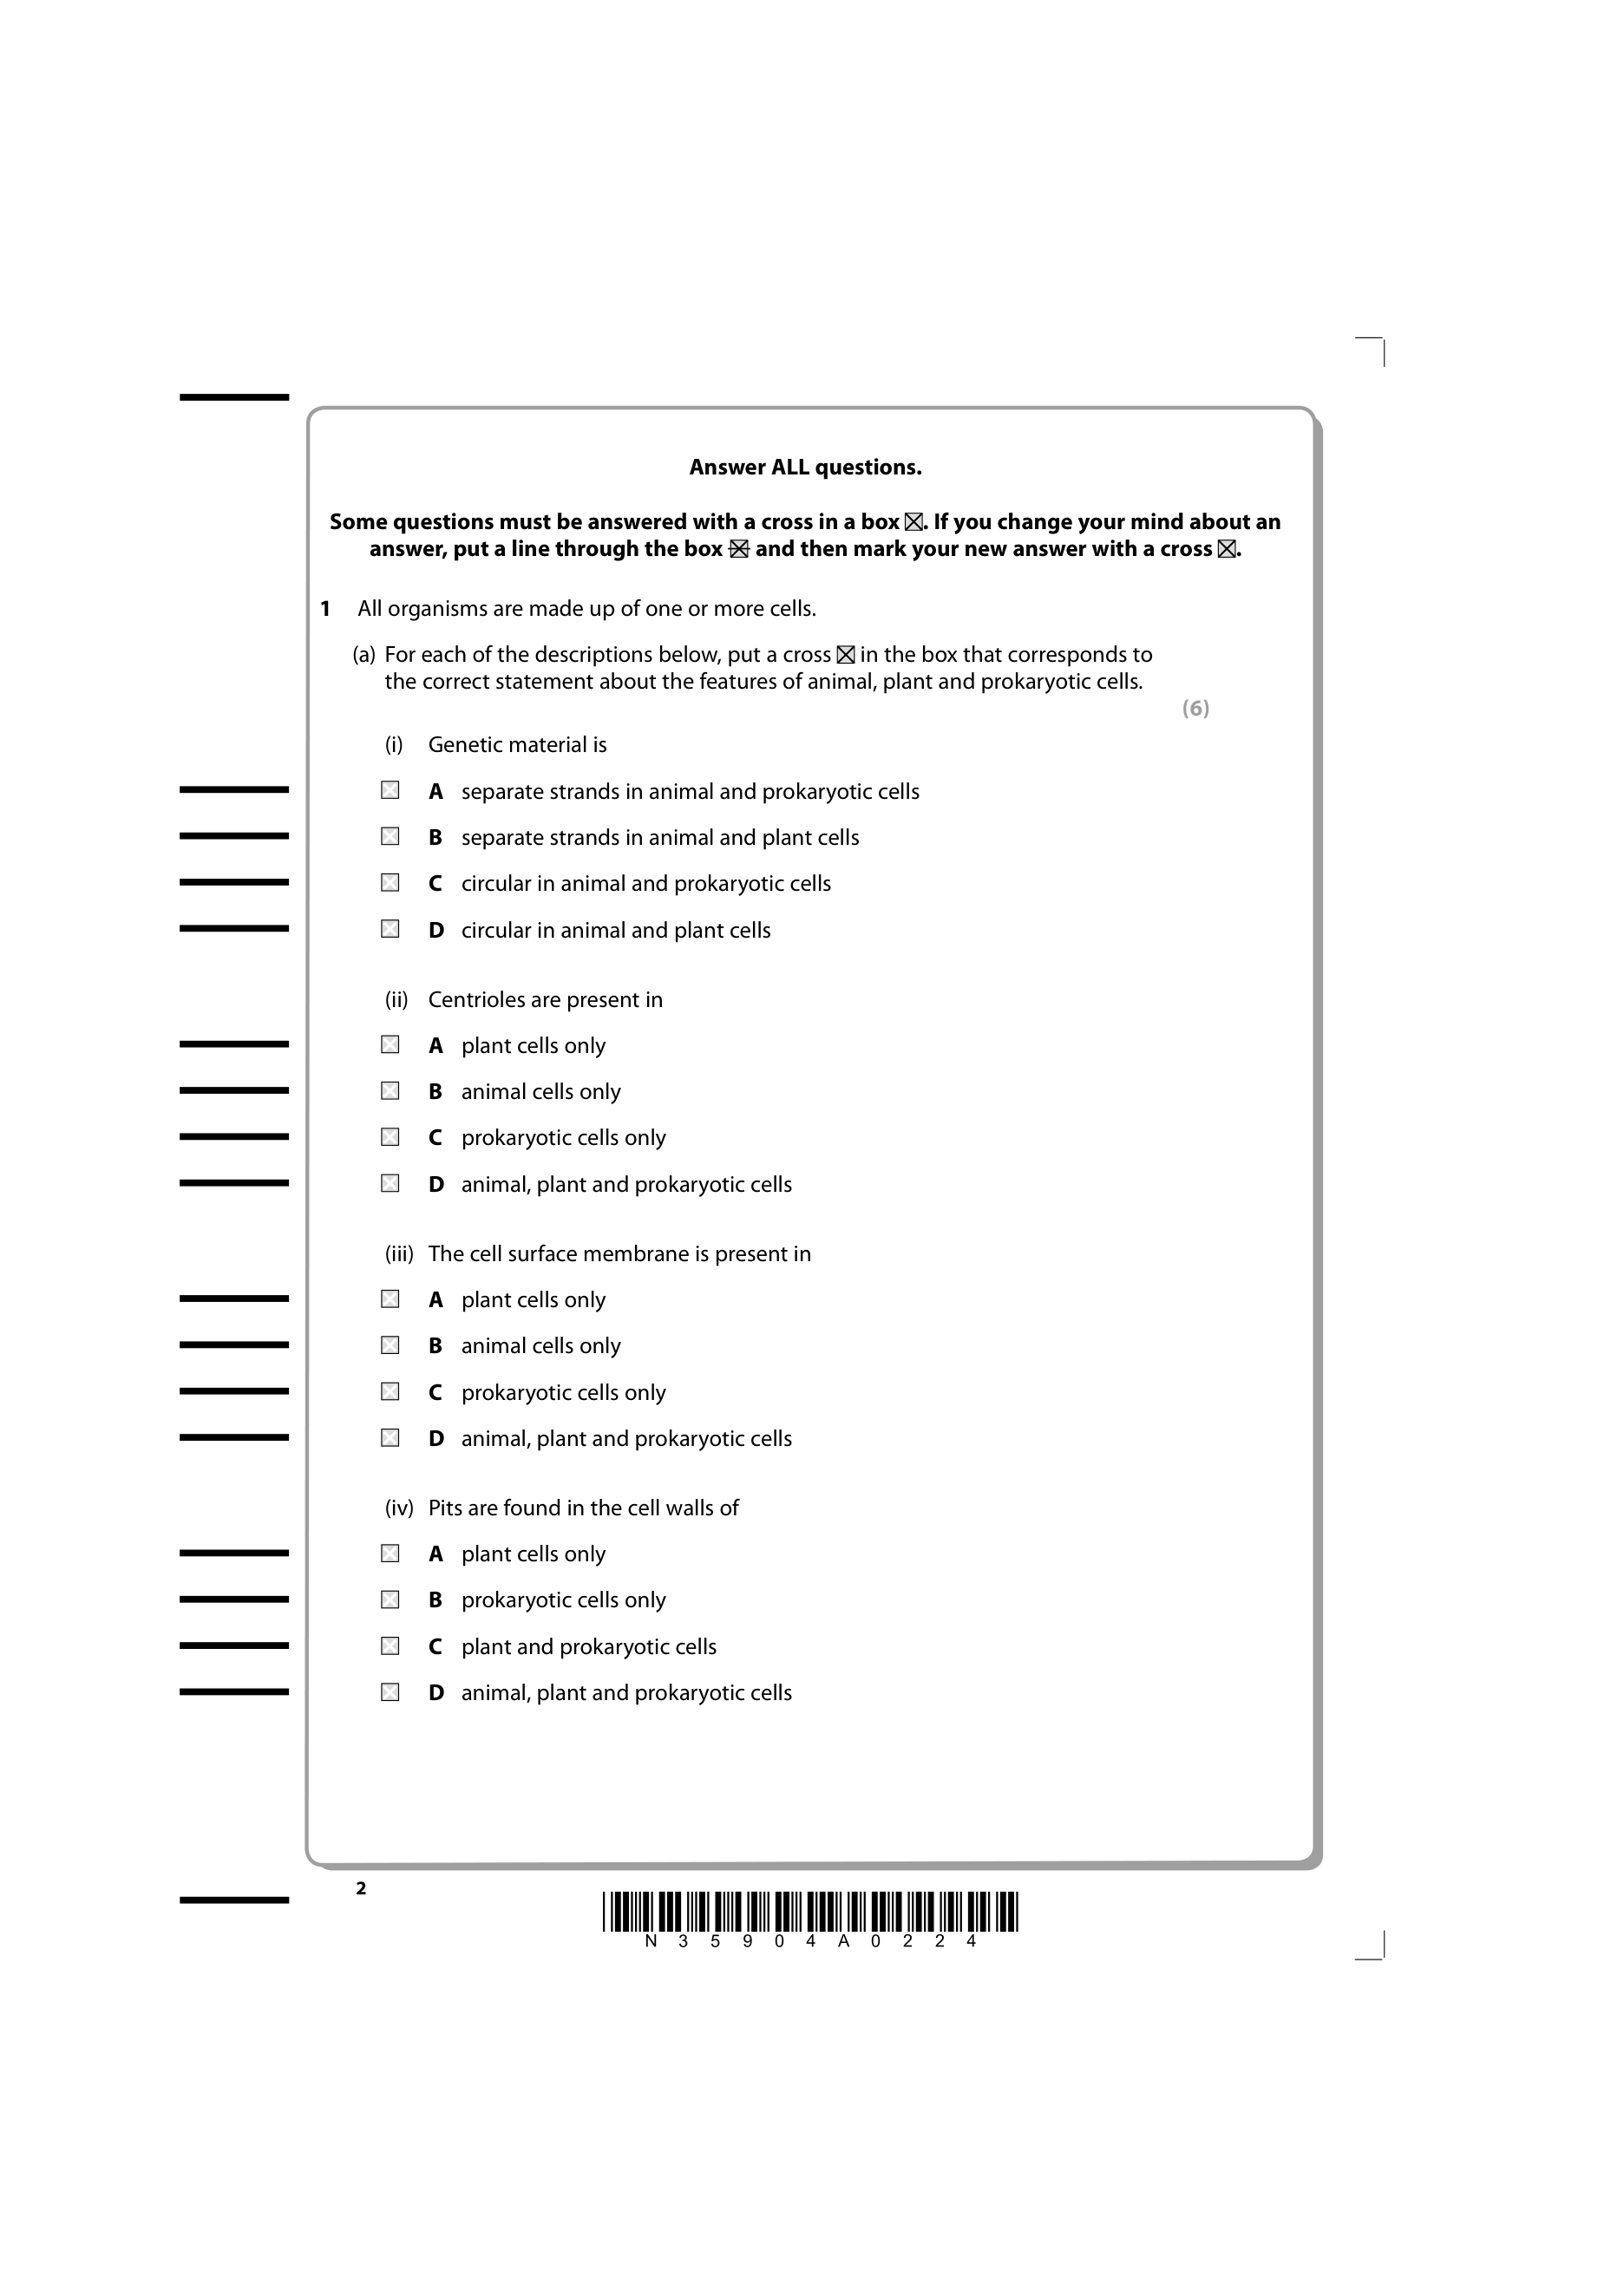 Answer ALL questions.
Some questions must be answered with a cross in a box ☒. If you change your mind about an
answer, put a line through the box ☒ and then mark your new answer with a cross ☒.
1 All organisms are made up of one or more cells.
(a) For each of the descriptions below, put a cross ☒ in the box that corresponds to
the correct statement about the features of animal, plant and prokaryotic cells.
(6)
(i) Genetic material is
☒ A separate strands in animal and prokaryotic cells
☒ B separate strands in animal and plant cells
☒ C circular in animal and prokaryotic cells
☒ D circular in animal and plant cells
(ii) Centrioles are present in
☒ A plant cells only
☒ B animal cells only
☒ C prokaryotic cells only
☒ D animal, plant and prokaryotic cells
(iii) The cell surface membrane is present in
☒ A plant cells only
☒ B animal cells only
☒ C prokaryotic cells only
☒ D animal, plant and prokaryotic cells
(iv) Pits are found in the cell walls of
☒ A plant cells only
☒ B prokaryotic cells only
☒ C plant and prokaryotic cells
☒ D animal, plant and prokaryotic cells
2
N 3 5 9 0 4 A 0 2 2 4